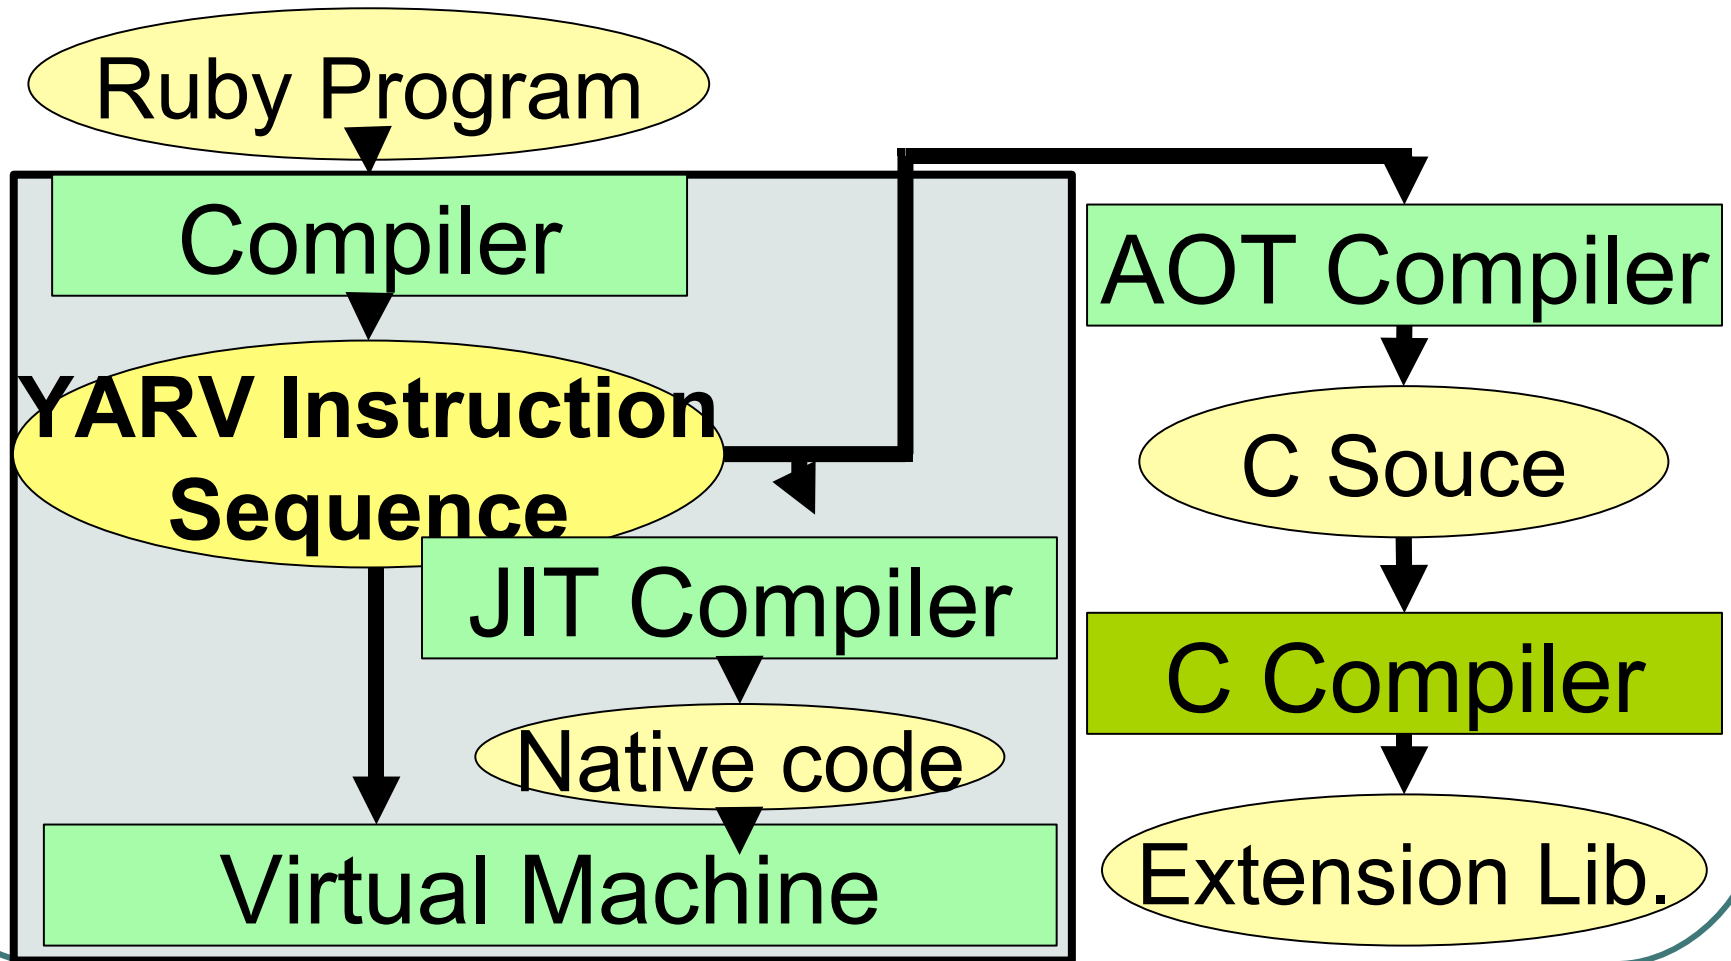 Ruby Program
Compiler
YARV Instruction
Sequence
JIT Compiler
Native code
Virtual Machine
AOT Compiler
C Souce
C Compiler
Extension Lib.